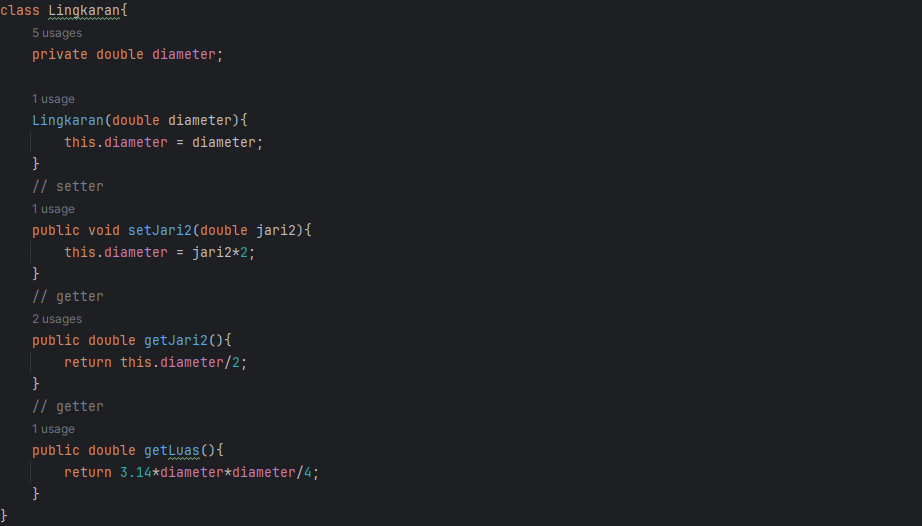 class Lingkaran{
5 usages
private double diameter;
1 usage
Lingkaran(double diameter){
this.diameter = diameter;
}
// setter
1 usage
public void setJari2(double jari2){
this.diameter = jari2*2;
}
// getter
2 usages
public double getJari2(){
return this.diameter/2;
}
// getter
1 usage
public double getLuas(){
return 3.14*diameter*diameter/4;
}
}